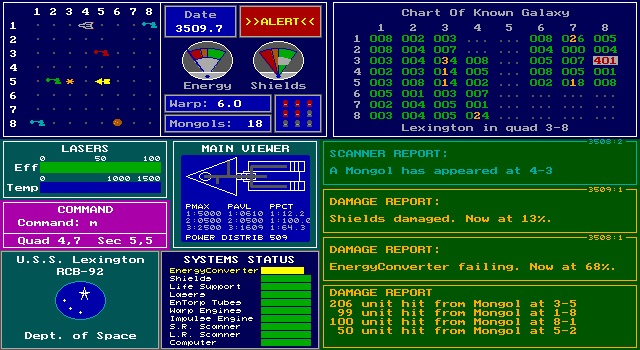 1 2 3 4 5 6 7 8
1
2
3
4
5
6
7
8
Date
3509.7
>>ALERT<<
Energy Shields
Warp: 6.0
Mongols: 18
Chart Of Known Galaxy
1 2 3 4 5 6 7 8
1 008 002 003 ... ... 008 026 005
2 008 004 007 ... ... 004 000 004
3 003 004 034 008 ... 005 007 401
4 002 003 014 005 ... 008 005 001
5 003 008 014 002 ... 002 018 008
6 005 001 007 ... ... ... ... ...
7 002 004 005 001 ... ... ... ...
8 003 004 005 024 ... ... ... ...
Lexington in quad 3-8
LASERS
0 50 100
Eff
Temp
0 1000 1500
COMMAND
Command: m
Quad 4,7 Sec 5,5
U.S.S. Lexington
RCB-92
Dept. of Space
MAIN VIEWER
PMAX PAVL PPCT
1:5000 1:0610 1:12.2
2:0500 2:0500 2:100.0
3:2500 3:1609 1:64.3
POWER DISTRIB 509
SYSTEMS STATUS
EnergyConverter
Shields
Life Support
Lasers
EnTorp Tubes
Warp Engines
Impulse Engine
S.R. Scanner
L.R. Scanner
Computer
3508:2
SCANNER REPORT:
A Mongol has appeared at 4-3
3509:1
DAMAGE REPORT:
Shields damaged. Now at 13%.
3508:1
DAMAGE REPORT:
EnergyConverter failing. Now at 68%.
DAMAGE REPORT
206 unit hit from Mongol at 3-5
99 unit hit from Mongol at 1-8
100 unit hit from Mongol at 8-1
50 unit hit from Mongol at 5-2